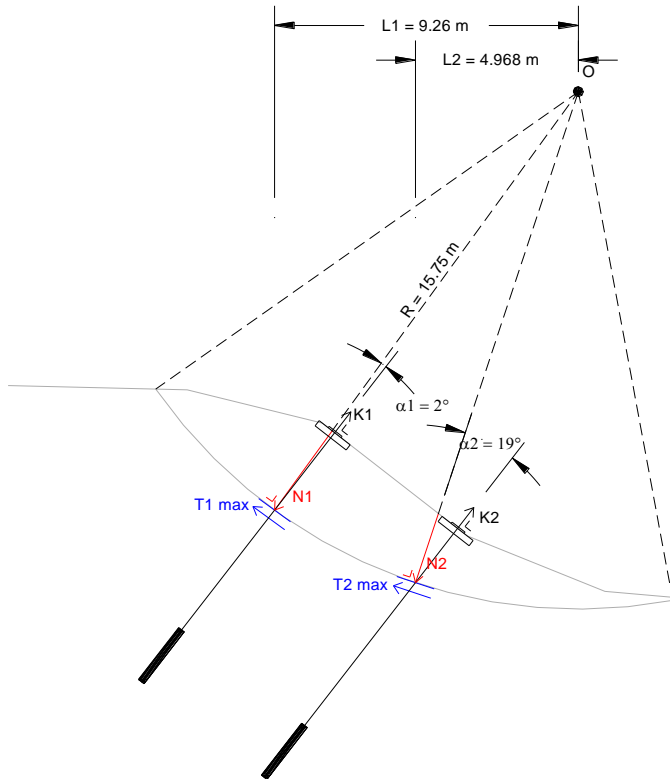 L1 = 9.26 m
L2 = 4.968 m
O
R = 15.75 m
α1 = 2°
K1
α2 = 19°
N1
T1 max
K2
N2
T2 max